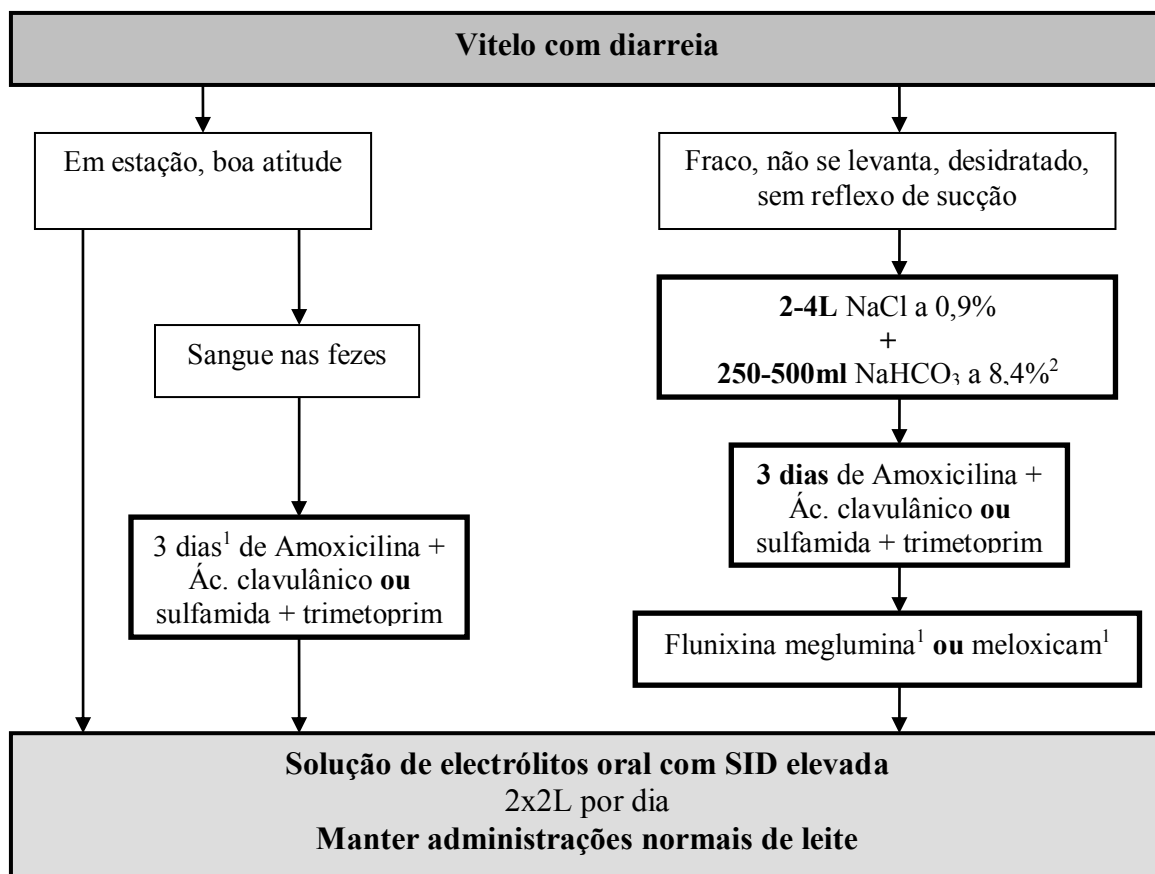 Vitelo com diarreia
Em estação, boa atitude
Fraco, não se levanta, desidratado,
sem reflexo de sucção
2-4L NaCl a 0,9%
+
250-500ml NaHCO₃ a 8,4%²
Sangue nas fezes
3 dias de Amoxicilina +
Ác. clavulânico ou
sulfamida + trimetoprim
3 dias¹ de Amoxicilina +
Ác. clavulânico ou
sulfamida + trimetoprim
Flunixina meglumina¹ ou meloxicam¹
Solução de electrólitos oral com SID elevada
2x2L por dia
Manter administrações normais de leite